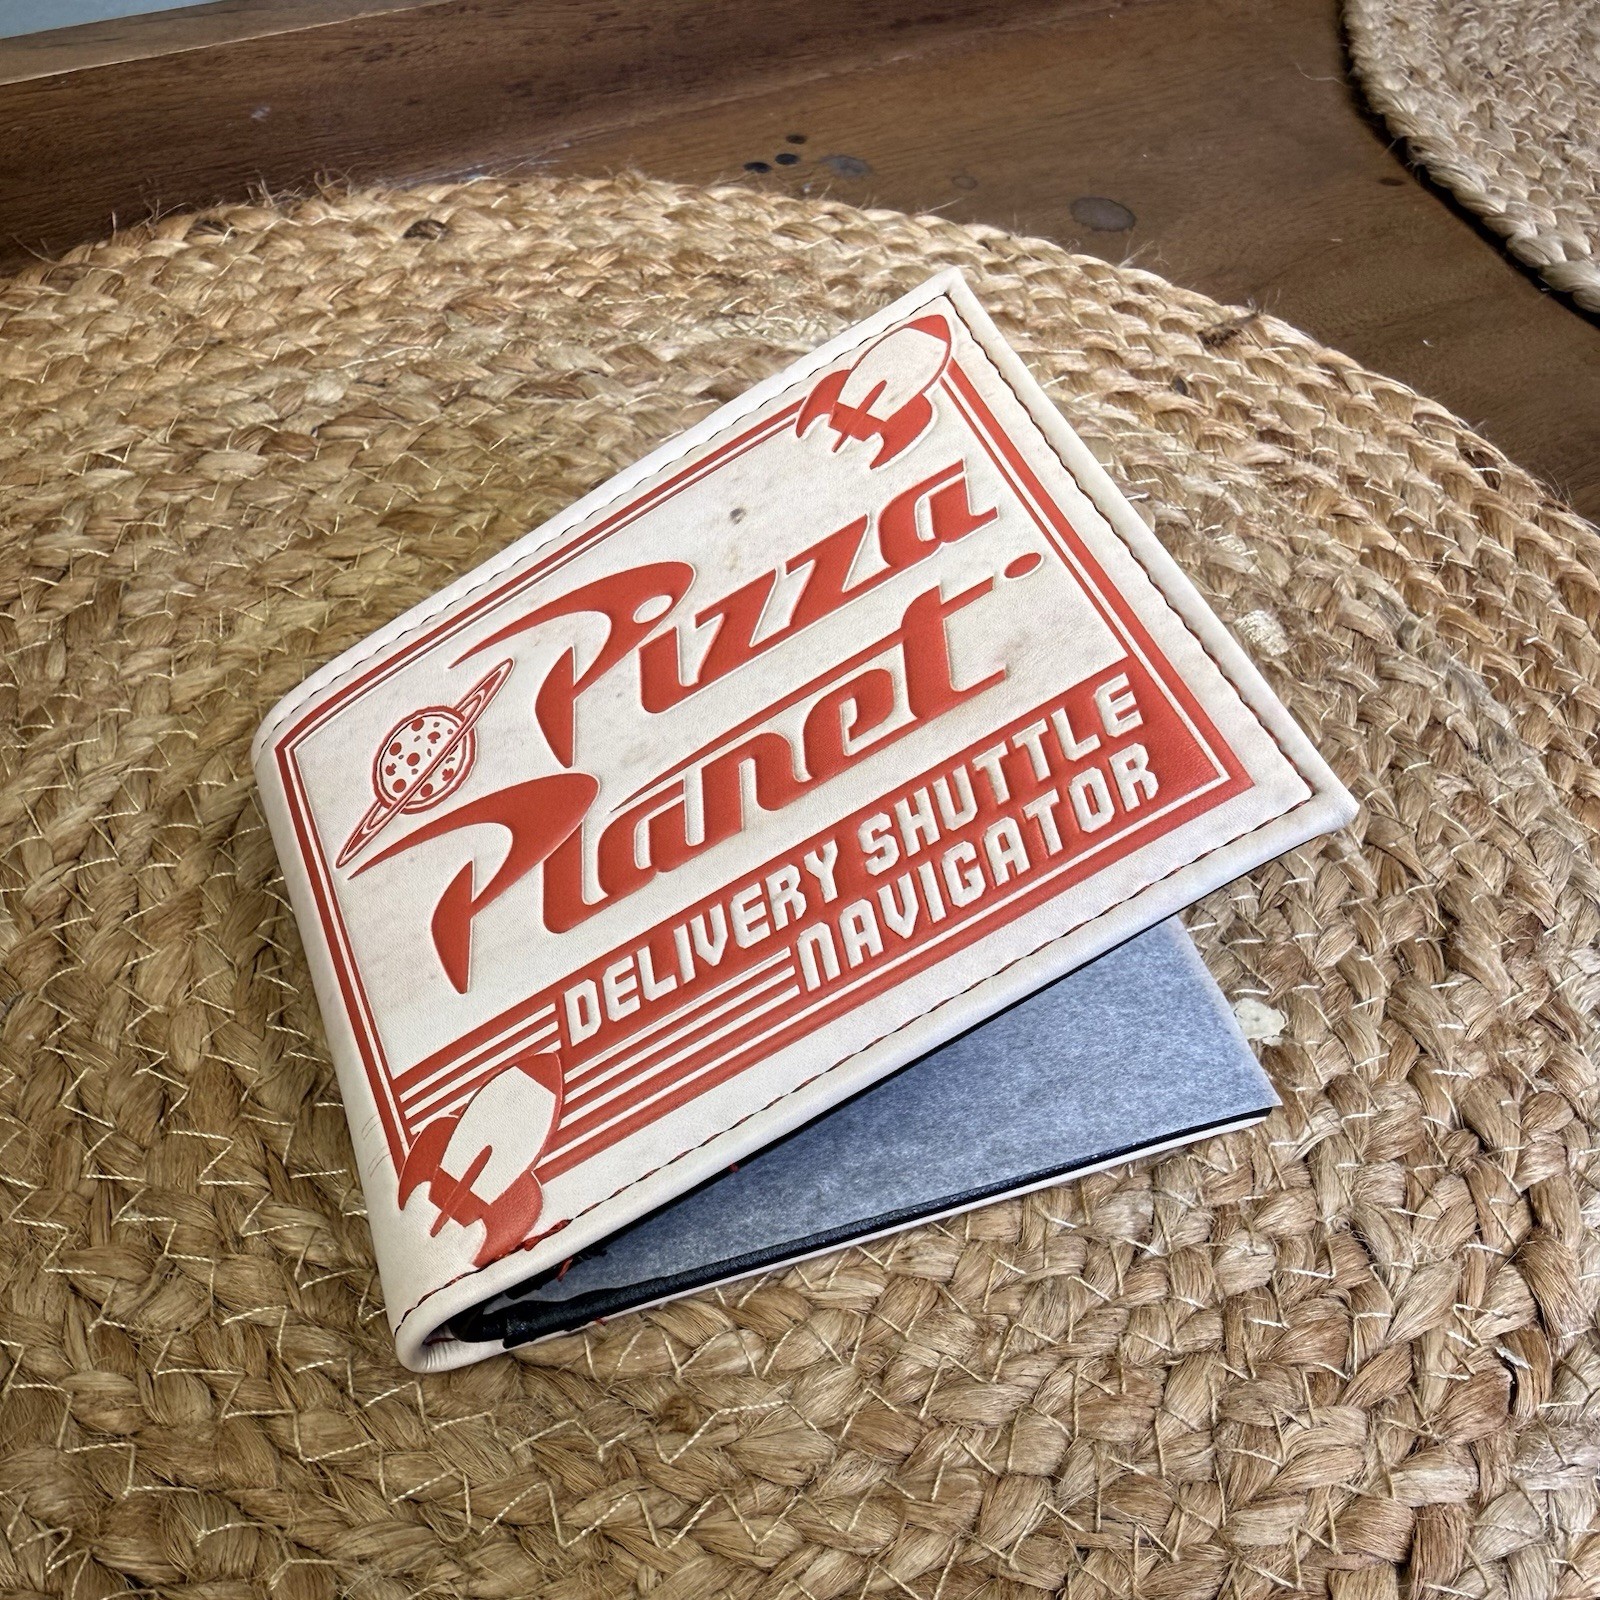 Pizza
Planet
DELIVERY SHUTTLE
NAVIGATOR